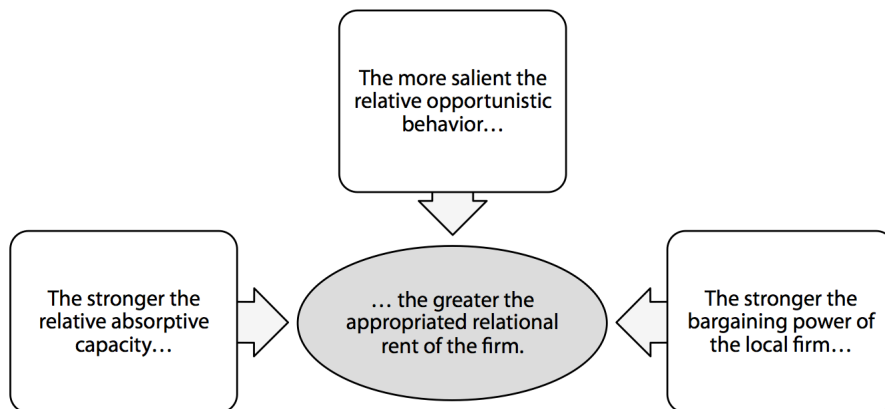 The more salient the
relative opportunistic
behavior…
The stronger the
relative absorptive
capacity…
… the greater the
appropriated relational
rent of the firm.
The stronger the
bargaining power of
the local firm…